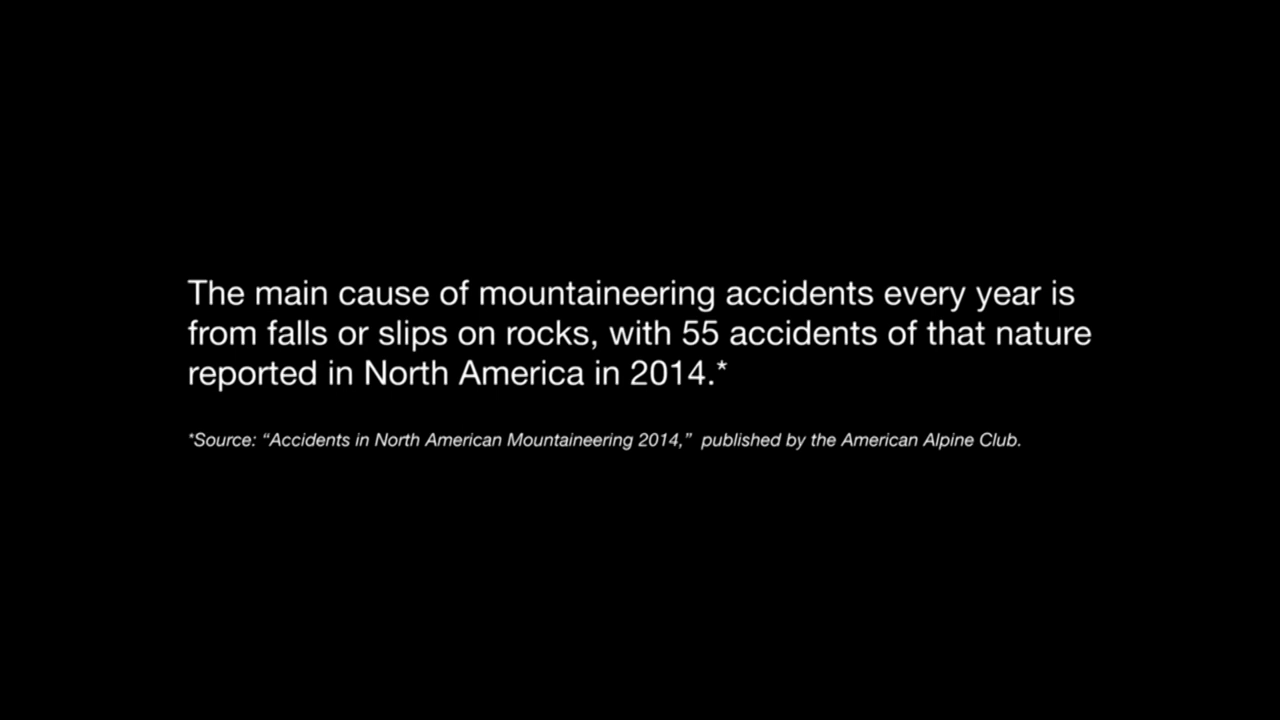 The main cause of mountaineering accidents every year is
from falls or slips on rocks, with 55 accidents of that nature
reported in North America in 2014.*
*Source: “Accidents in North American Mountaineering 2014,”  published by the American Alpine Club.